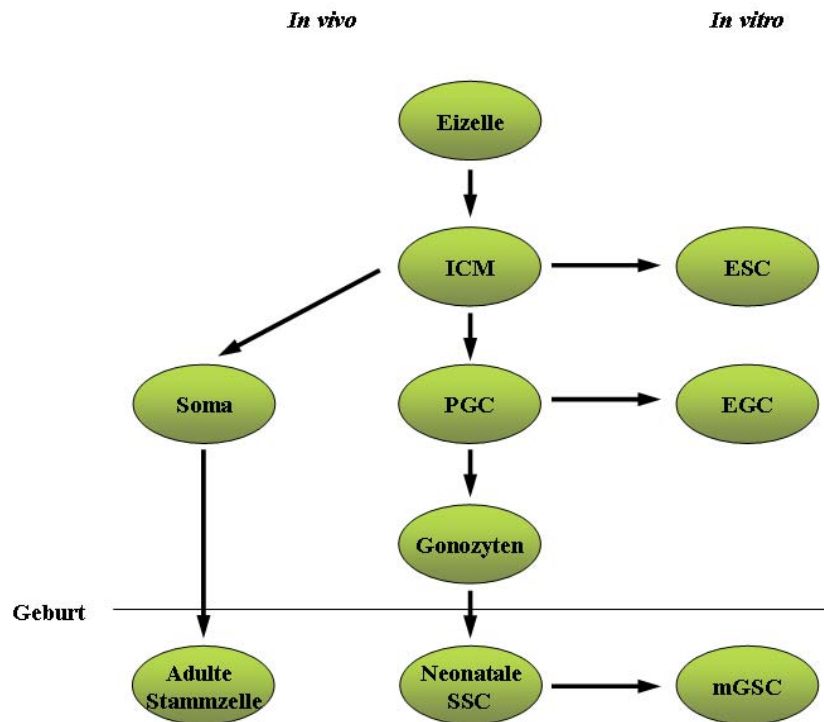 In vivo
In vitro
Eizelle
ICM
ESC
Soma
PGC
EGC
Gonozyten
Geburt
Adulte
Stammzelle
Neonatale
SSC
mGSC